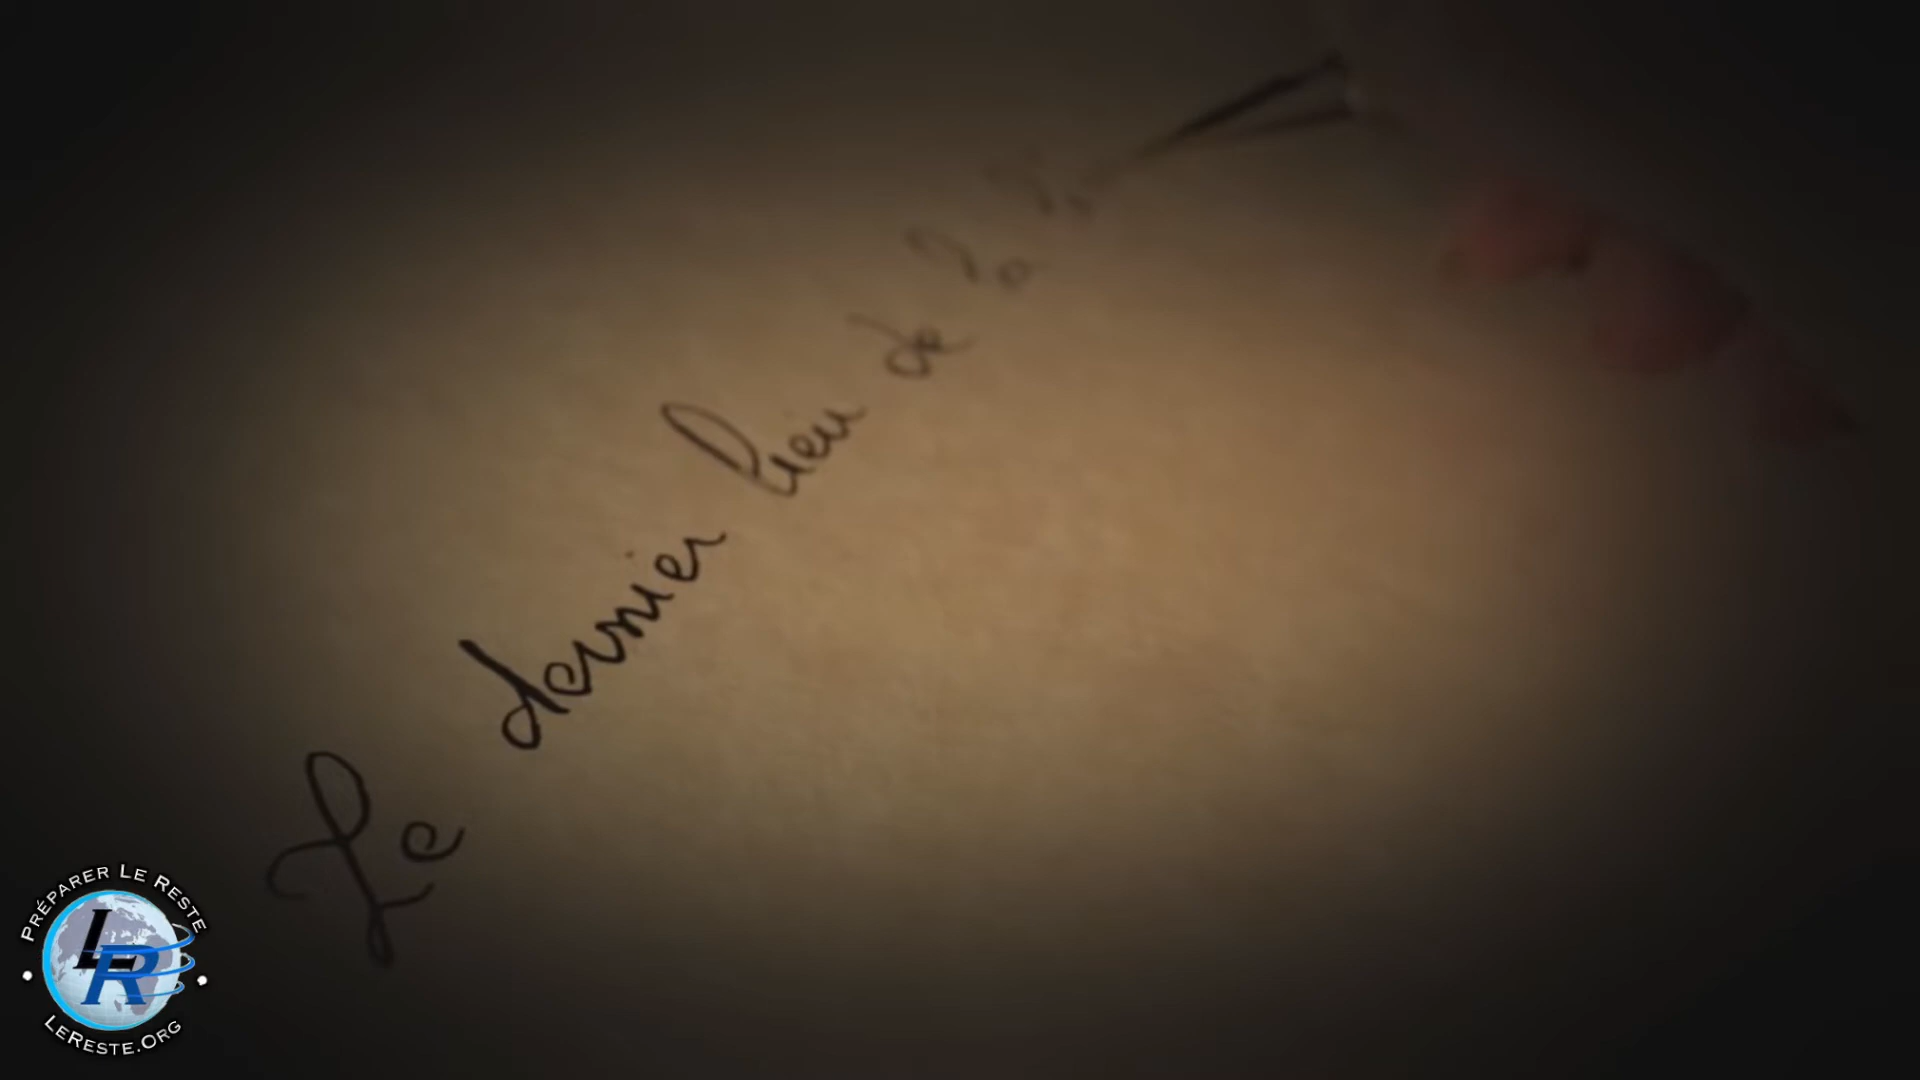 Le dernier lieu de
PRÉPARER LE RESTE
LR
LERESTE.ORG